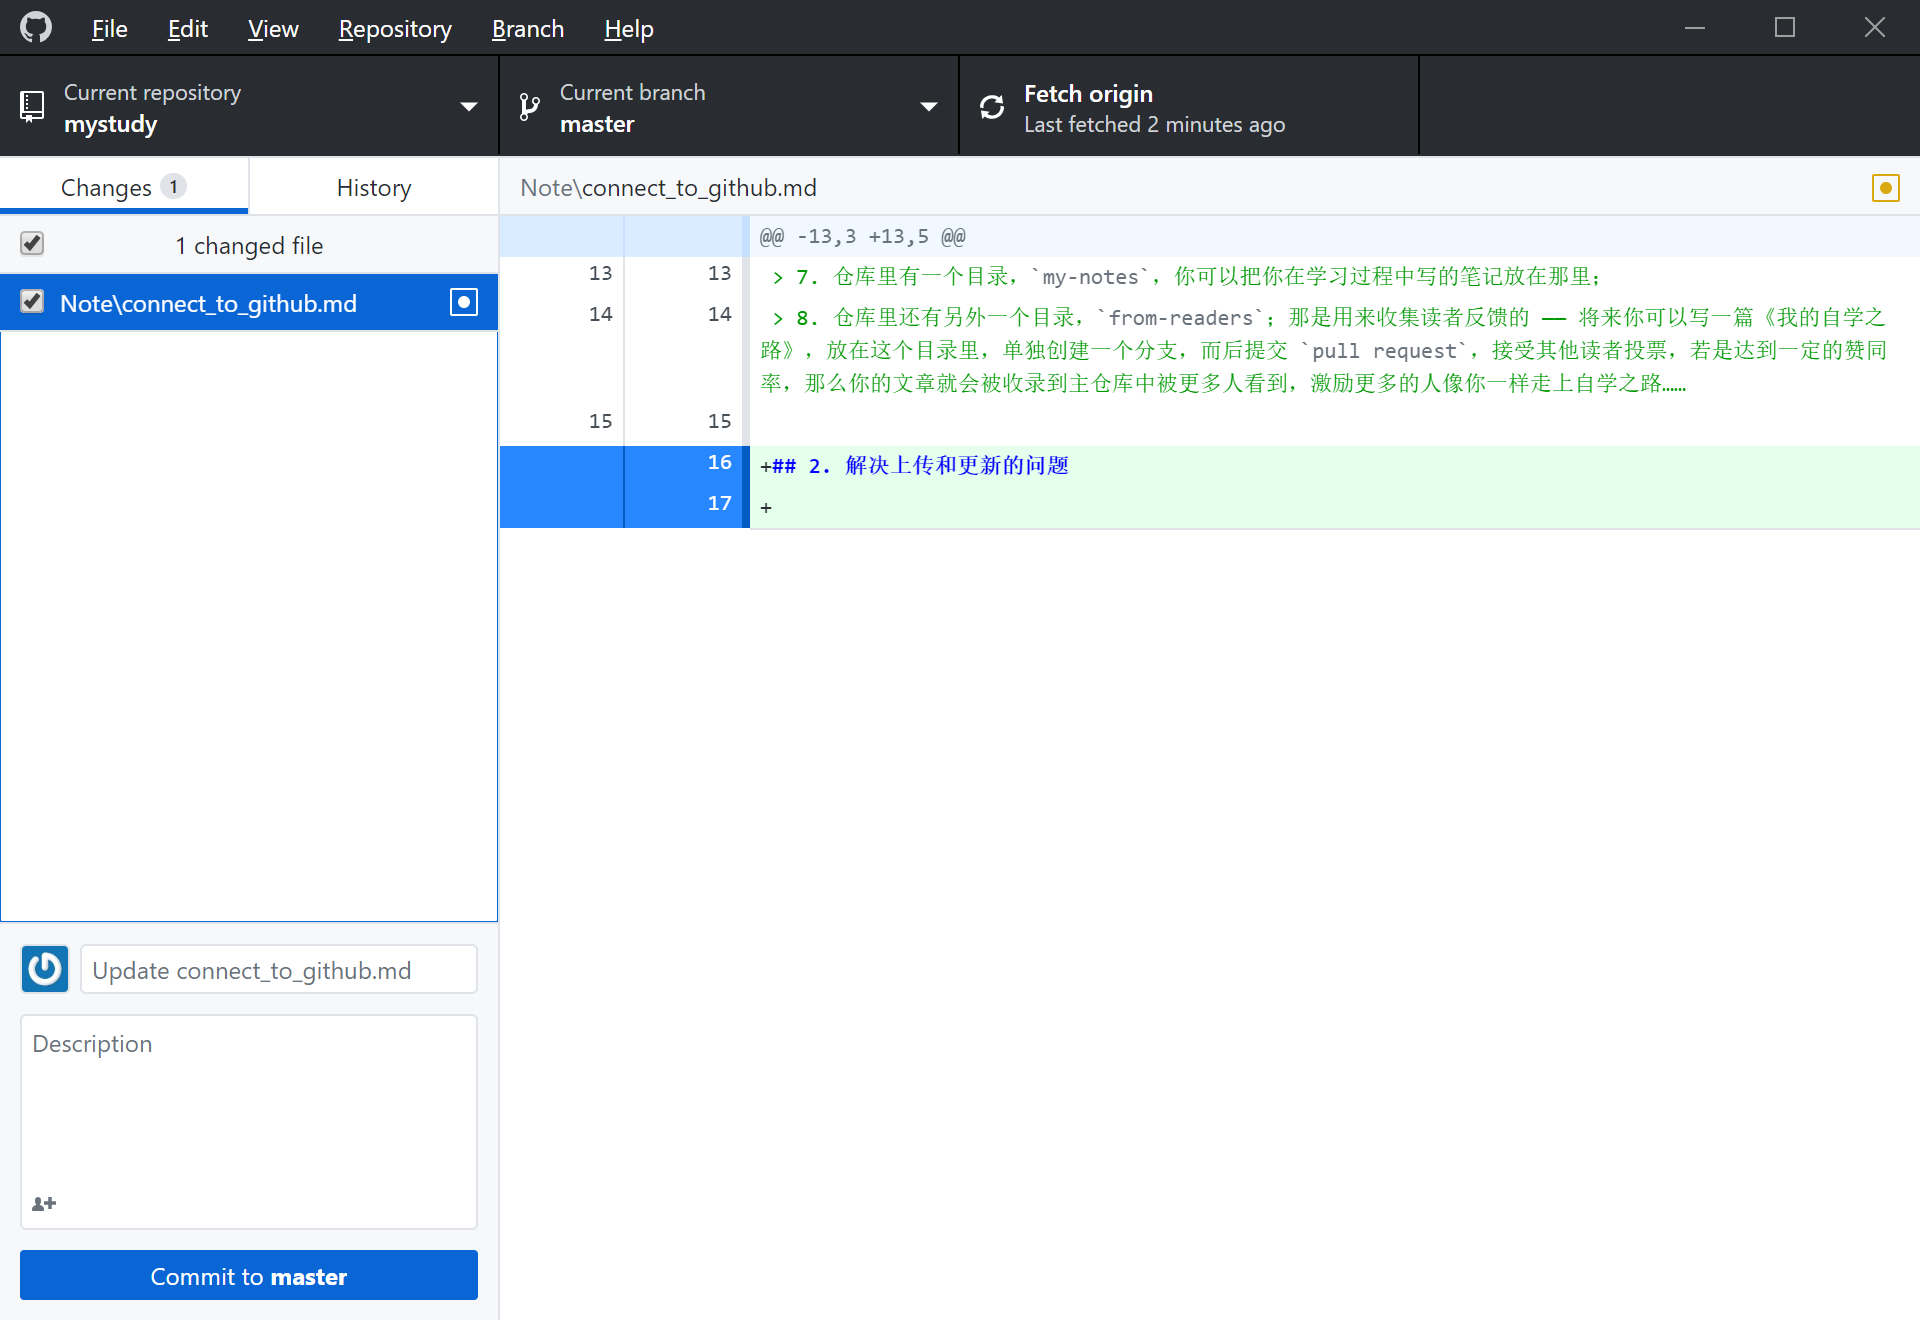 File Edit View Repository Branch Help
Current repository
mystudy
Current branch
master
Fetch origin
Last fetched 2 minutes ago
Changes 1
History
Note\connect_to_github.md
1 changed file
Note\connect_to_github.md
@@ -13,3 +13,5 @@
13 13 > 7. 仓库里有一个目录，`my-notes`，你可以把你在学习过程中写的笔记放在那里；
14 14 > 8. 仓库里还有另外一个目录，`from-readers`；那是用来收集读者反馈的 —— 将来你可以写一篇《我的自学之
路》，放在这个目录里，单独创建一个分支，而后提交 `pull request`，接受其他读者投票，若是达到一定的赞同
率，那么你的文章就会被收录到主仓库中被更多人看到，激励更多的人像你一样走上自学之路……
15 15
16 +## 2. 解决上传和更新的问题
17 +
Update connect_to_github.md
Description
Commit to master